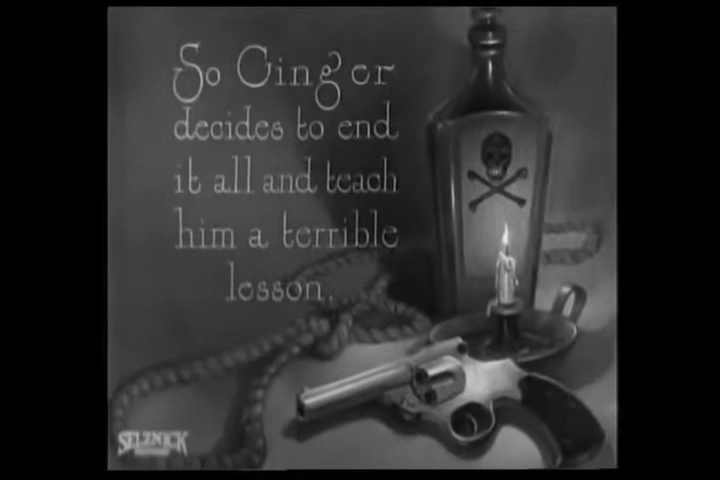 So Ginger
decides to end
it all and teach
him a terrible
lesson.
SELZNICK